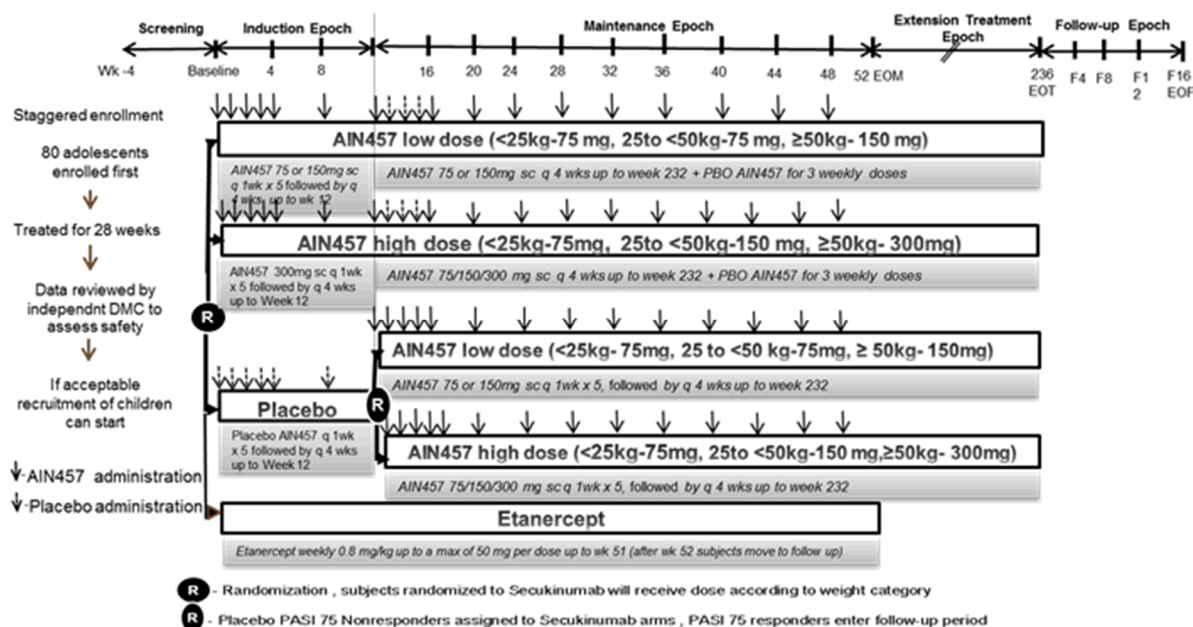 Screening
Induction Epoch
Maintenance Epoch
Extension Treatment
Epoch
Follow-up Epoch
Wk -4
Baseline
4
8
16
20
24
28
32
36
40
44
48
52 EOM
236
EOT
F4
F8
F1
2
F16
EOF
Staggered enrollment
80 adolescents
enrolled first
Treated for 28 weeks
Data reviewed by
independnt DMC to
assess safety
If acceptable
recruitment of children
can start
AIN457 administration
Placebo administration
AIN457 low dose (<25kg-75 mg, 25to <50kg-75 mg, ≥50kg- 150 mg)
AIN457 75 or 150mg sc
q 1wk x 5 followed by q
4 wks up to wk 12
AIN457 75 or 150mg sc q 4 wks up to week 232 + PBO AIN457 for 3 weekly doses
AIN457 high dose (<25kg-75mg, 25to <50kg-150 mg, ≥50kg- 300mg)
AIN457 300mg sc q 1wk
x 5 followed by q 4 wks
up to Week 12
AIN457 75/150/300 mg sc q 4 wks up to week 232 + PBO AIN457 for 3 weekly doses
R
AIN457 low dose (<25kg- 75mg, 25 to <50 kg-75mg, ≥ 50kg- 150mg)
AIN457 75 or 150mg sc q 1wk x 5, followed by q 4 wks up to week 232
Placebo
R
Placebo AIN457 q 1wk
x 5 followed by q 4 wks
up to Week 12
AIN457 high dose (<25kg-75mg, 25to <50kg-150 mg,≥50kg- 300mg)
AIN457 75/150/300 mg sc q 1wk x 5, followed by q 4 wks up to week 232
Etanercept
Etanercept weekly 0.8 mg/kg up to a max of 50 mg per dose up to wk 51 (after wk 52 subjects move to follow up)
R - Randomization , subjects randomized to Secukinumab will receive dose according to weight category
R - Placebo PASI 75 Nonresponders assigned to Secukinumab arms , PASI 75 responders enter follow-up period